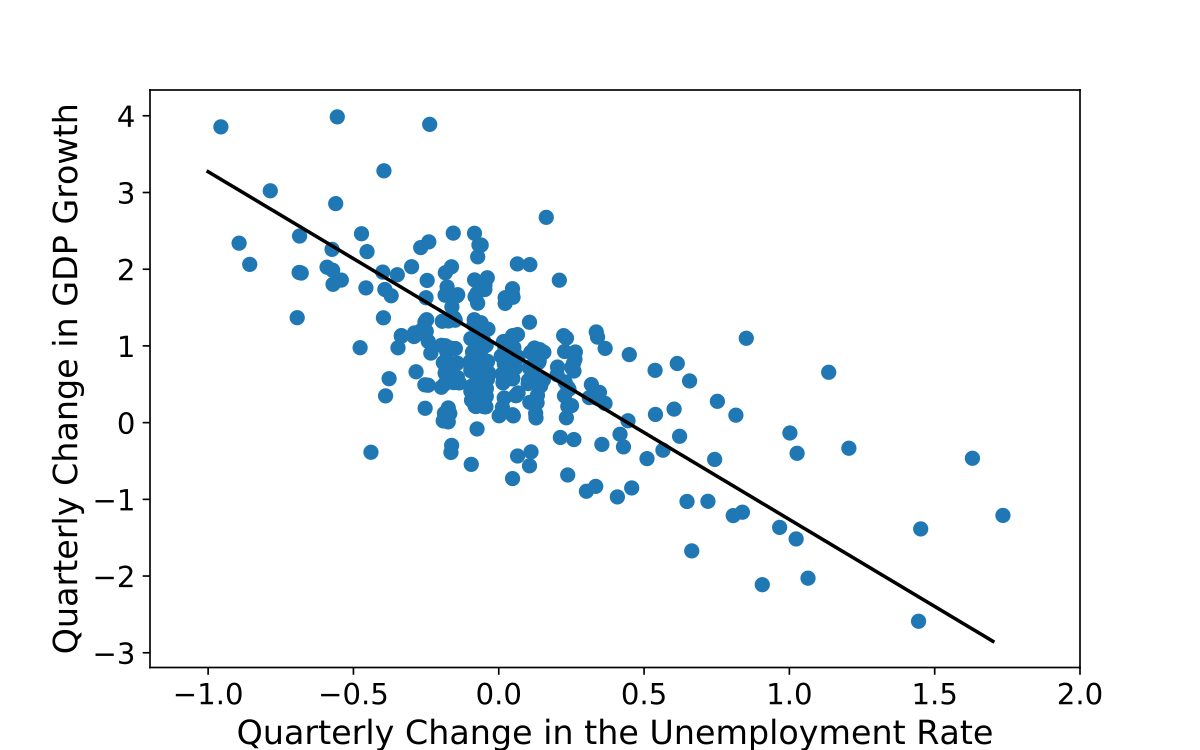 Quarterly Change in GDP Growth
4
3
2
1
0
−1
−2
−3
−1.0 −0.5 0.0 0.5 1.0 1.5 2.0
Quarterly Change in the Unemployment Rate